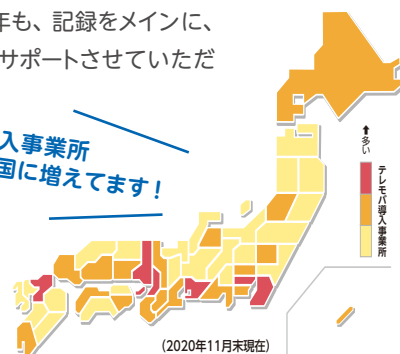 年も、記録をメインに、
サポートさせていただ
入事業所
国に増えてます！
↑多い
テレモバ導入事業所
(2020年11月末現在)